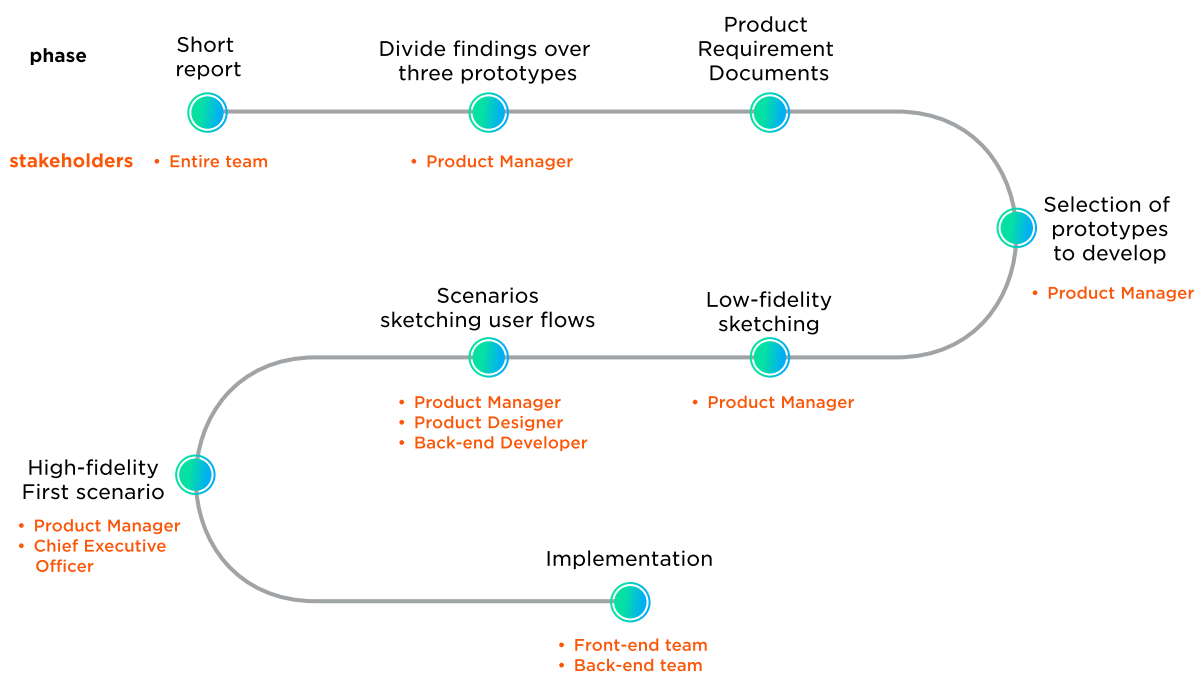 phase
Short
report
Divide findings over
three prototypes
Product
Requirement
Documents
stakeholders
• Entire team
• Product Manager
Selection of
prototypes
to develop
• Product Manager
Low-fidelity
sketching
• Product Manager
Scenarios
sketching user flows
• Product Manager
• Product Designer
• Back-end Developer
High-fidelity
First scenario
• Product Manager
• Chief Executive
Officer
Implementation
• Front-end team
• Back-end team